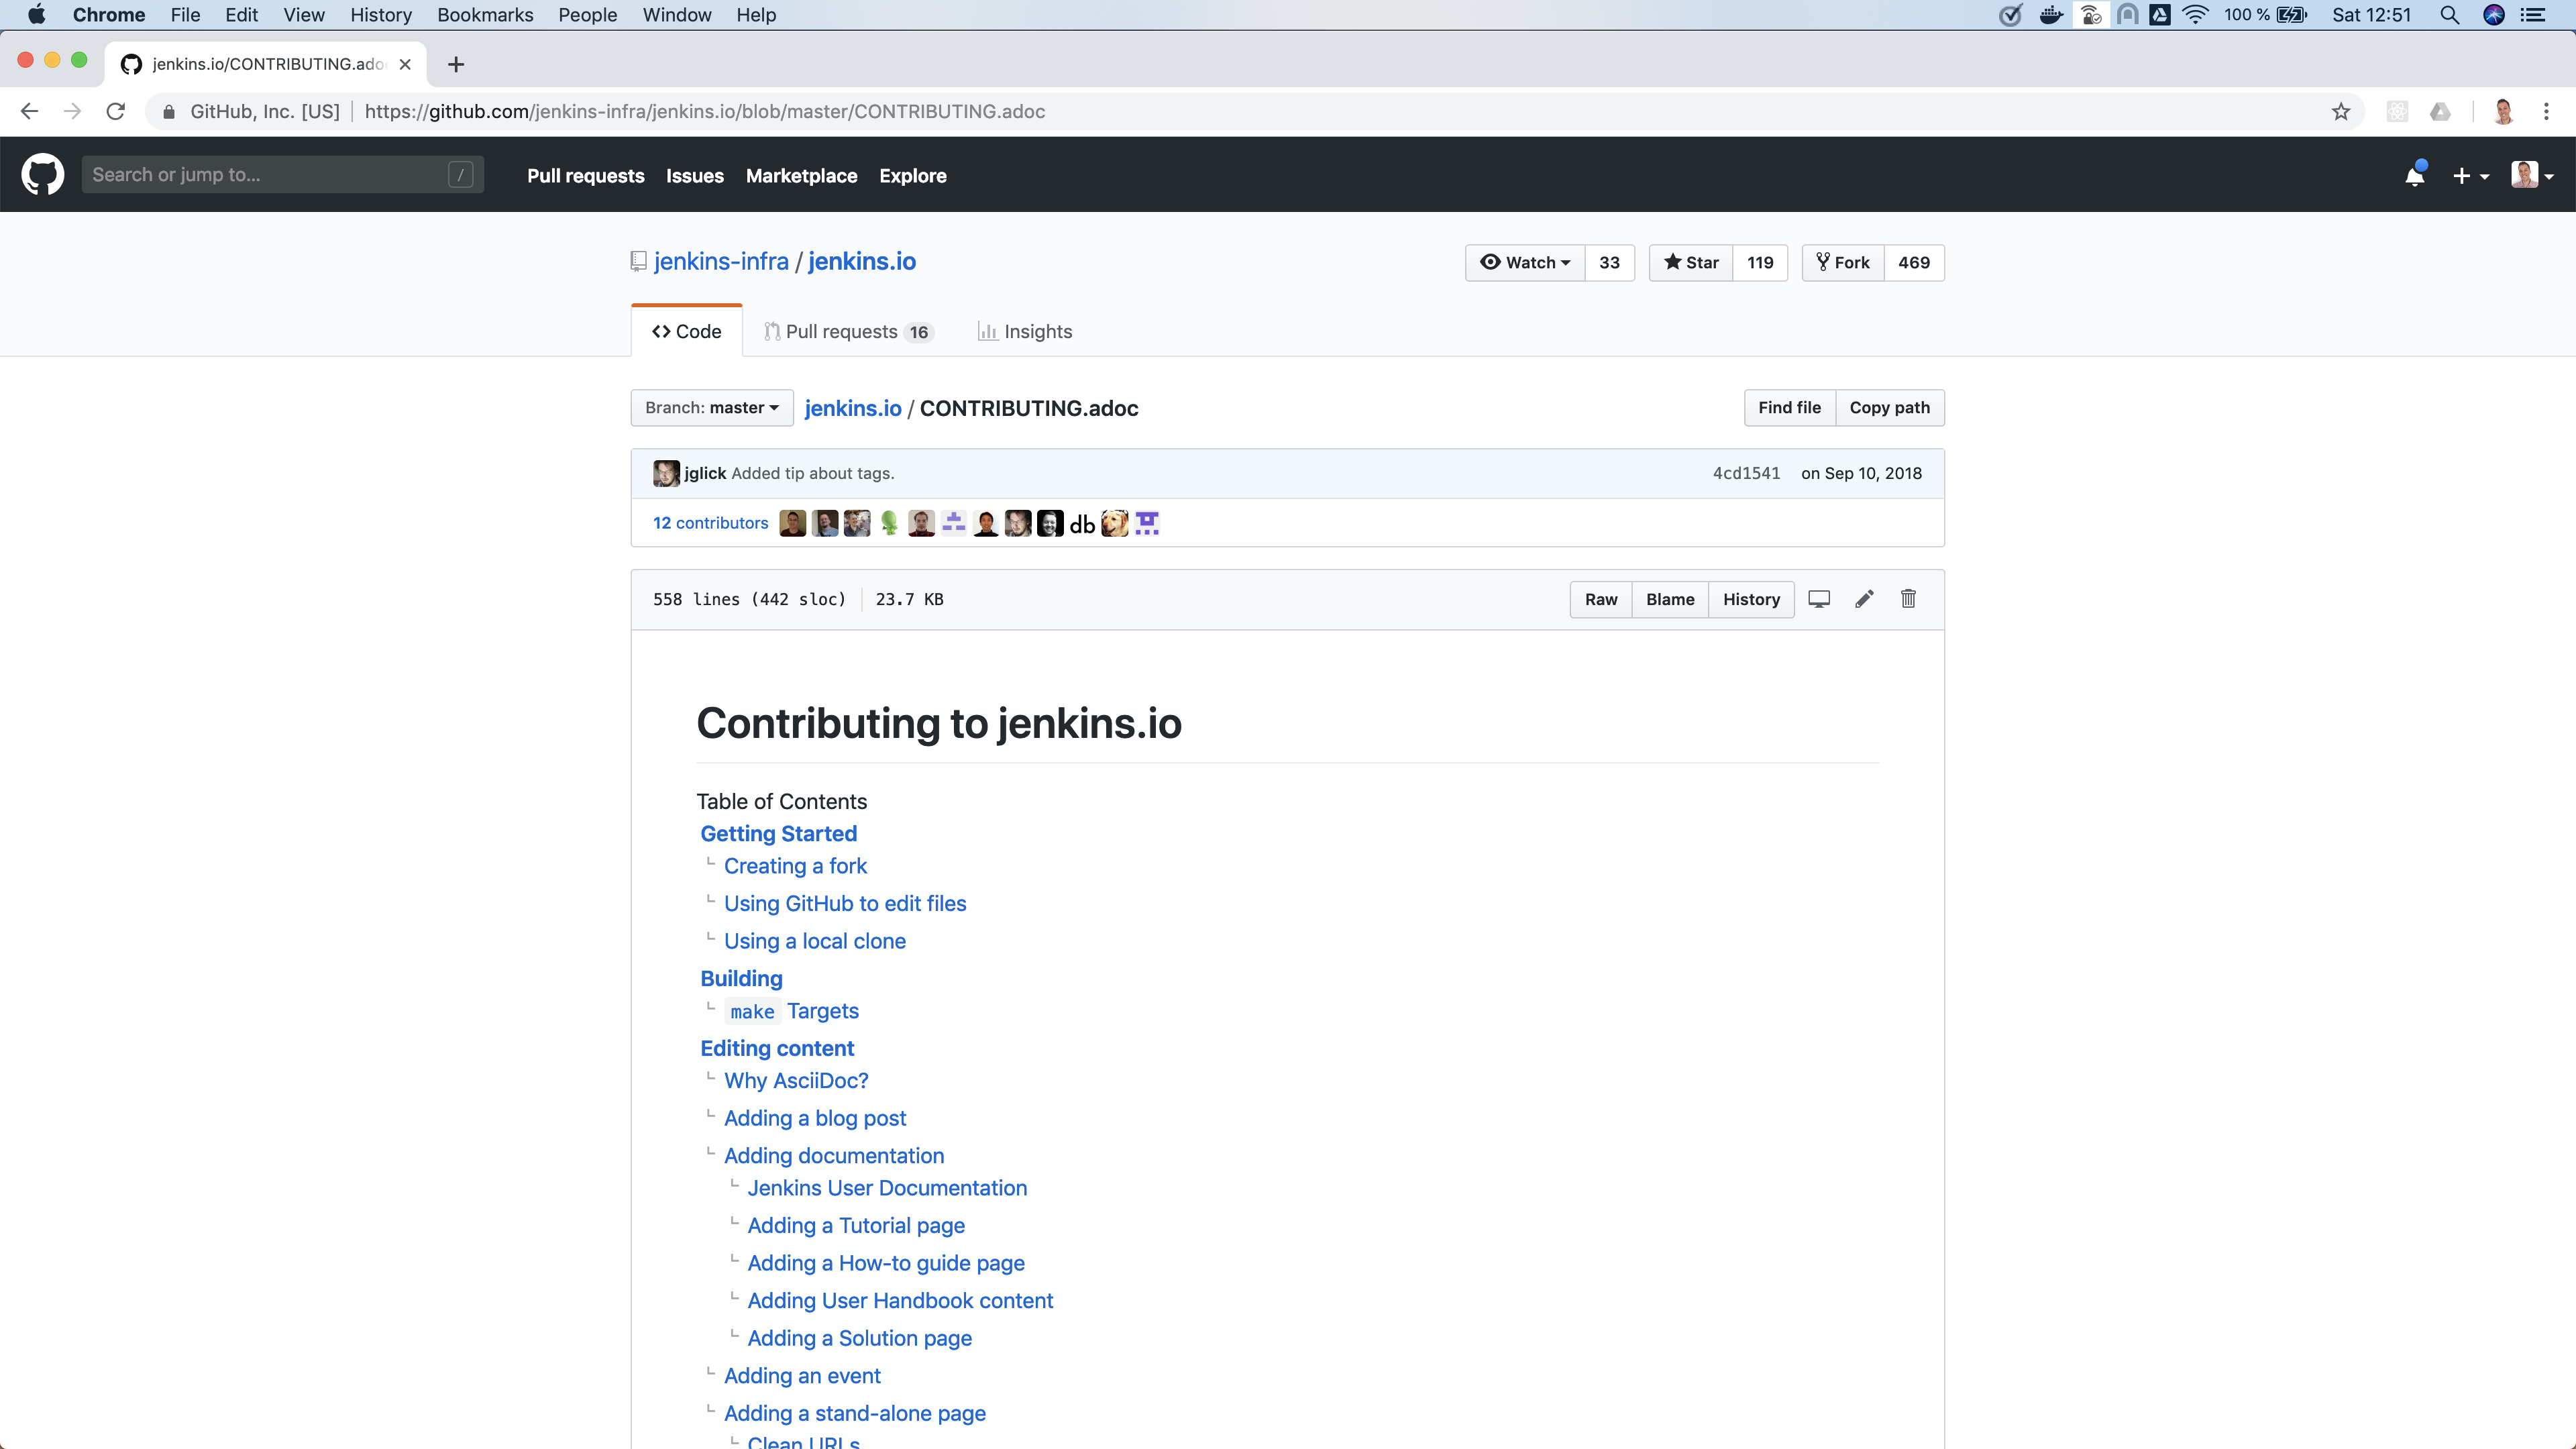 Chrome File Edit View History Bookmarks People Window Help 100 % Sat 12:51
jenkins.io/CONTRIBUTING.ado
GitHub, Inc. [US] https://github.com/jenkins-infra/jenkins.io/blob/master/CONTRIBUTING.adoc
Search or jump to... / Pull requests Issues Marketplace Explore
jenkins-infra / jenkins.io Watch 33 Star 119 Fork 469
Code Pull requests 16 Insights
Branch: master jenkins.io / CONTRIBUTING.adoc Find file Copy path
jglick Added tip about tags. 4cd1541 on Sep 10, 2018
12 contributors db
558 lines (442 sloc) 23.7 KB Raw Blame History
Contributing to jenkins.io
Table of Contents
Getting Started
Creating a fork
Using GitHub to edit files
Using a local clone
Building
make Targets
Editing content
Why AsciiDoc?
Adding a blog post
Adding documentation
Jenkins User Documentation
Adding a Tutorial page
Adding a How-to guide page
Adding User Handbook content
Adding a Solution page
Adding an event
Adding a stand-alone page
Clean URLs